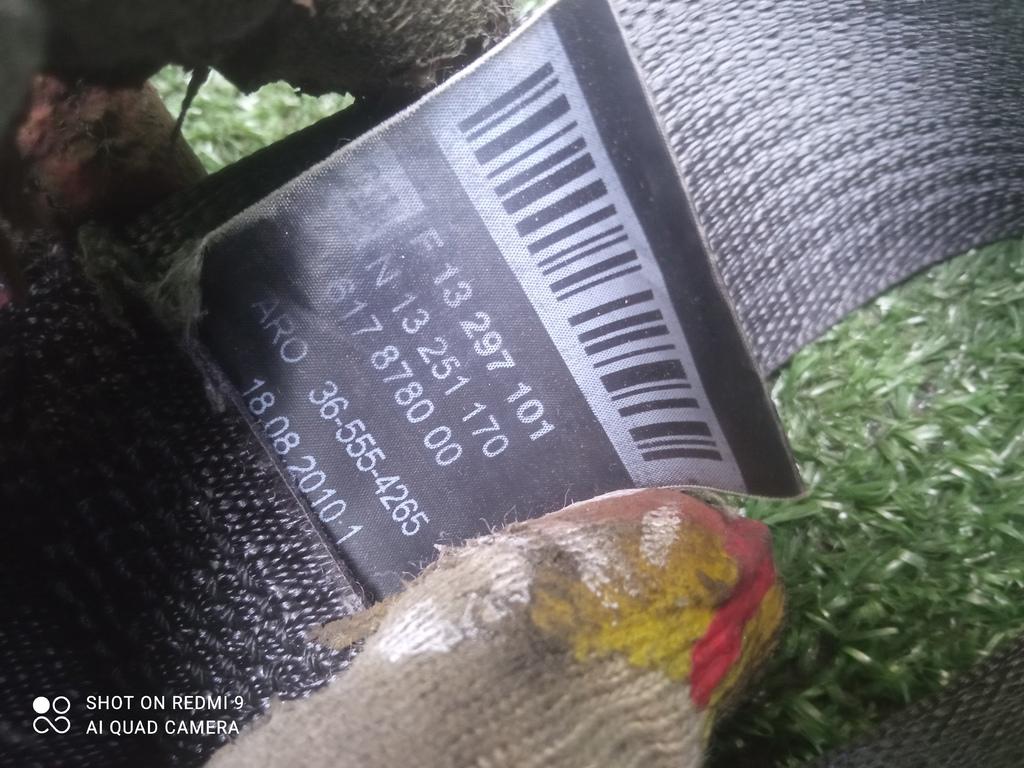 F 13 297 101
N 13 251 170
617 8780 00
ARO 36-555-4265
18.08.2010 1
SHOT ON REDMI 9
AI QUAD CAMERA